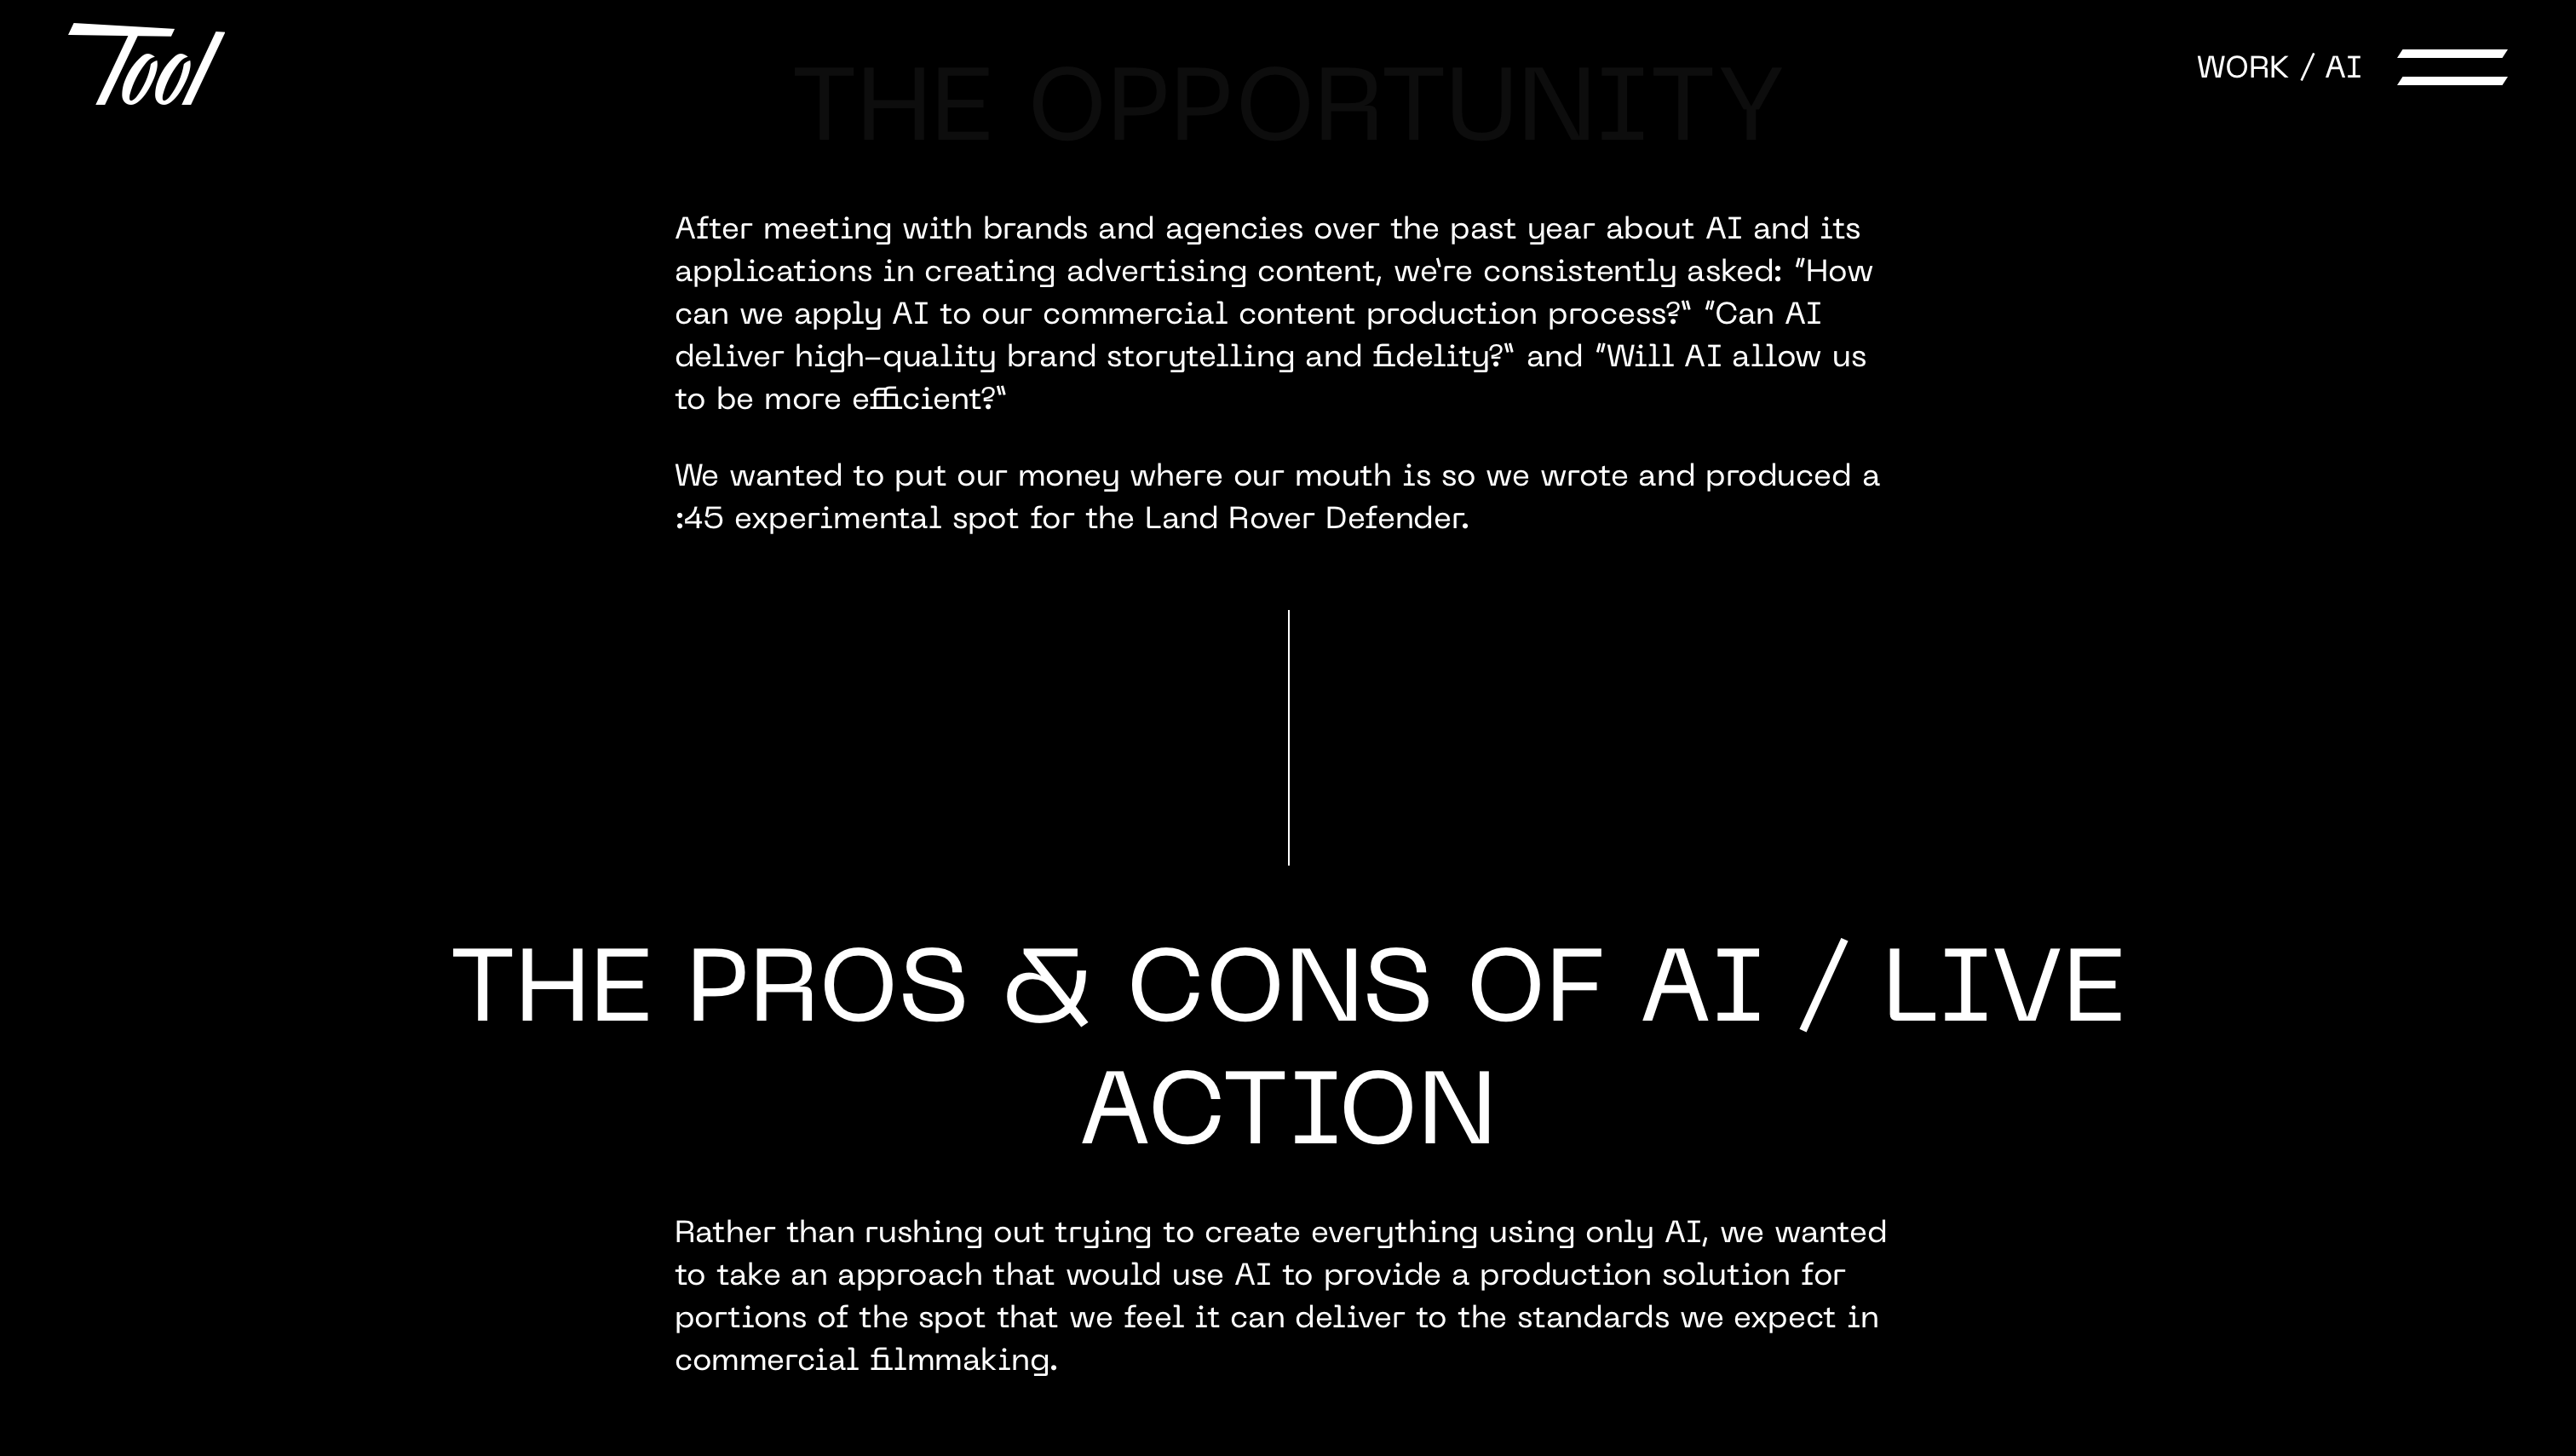 Tool
WORK / AI
THE OPPORTUNITY
After meeting with brands and agencies over the past year about AI and its
applications in creating advertising content, we're consistently asked: "How
can we apply AI to our commercial content production process?" "Can AI
deliver high-quality brand storytelling and fidelity?" and "Will AI allow us
to be more efficient?"
We wanted to put our money where our mouth is so we wrote and produced a
:45 experimental spot for the Land Rover Defender.
THE PROS & CONS OF AI / LIVE
ACTION
Rather than rushing out trying to create everything using only AI, we wanted
to take an approach that would use AI to provide a production solution for
portions of the spot that we feel it can deliver to the standards we expect in
commercial filmmaking.